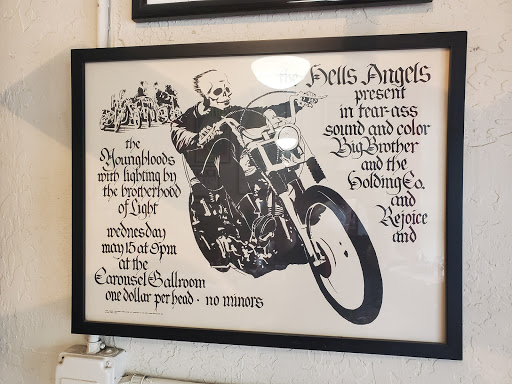 the Hells Angels
present
in tear-ass
sound and color
Big Brother
and the
Holding Co.
and
Rejoice
and
the
Youngbloods
with lighting by
the brotherhood
of Light
wednesday
may 15 at 9pm
at the
Carousel Ballroom
one dollar per head · no minors